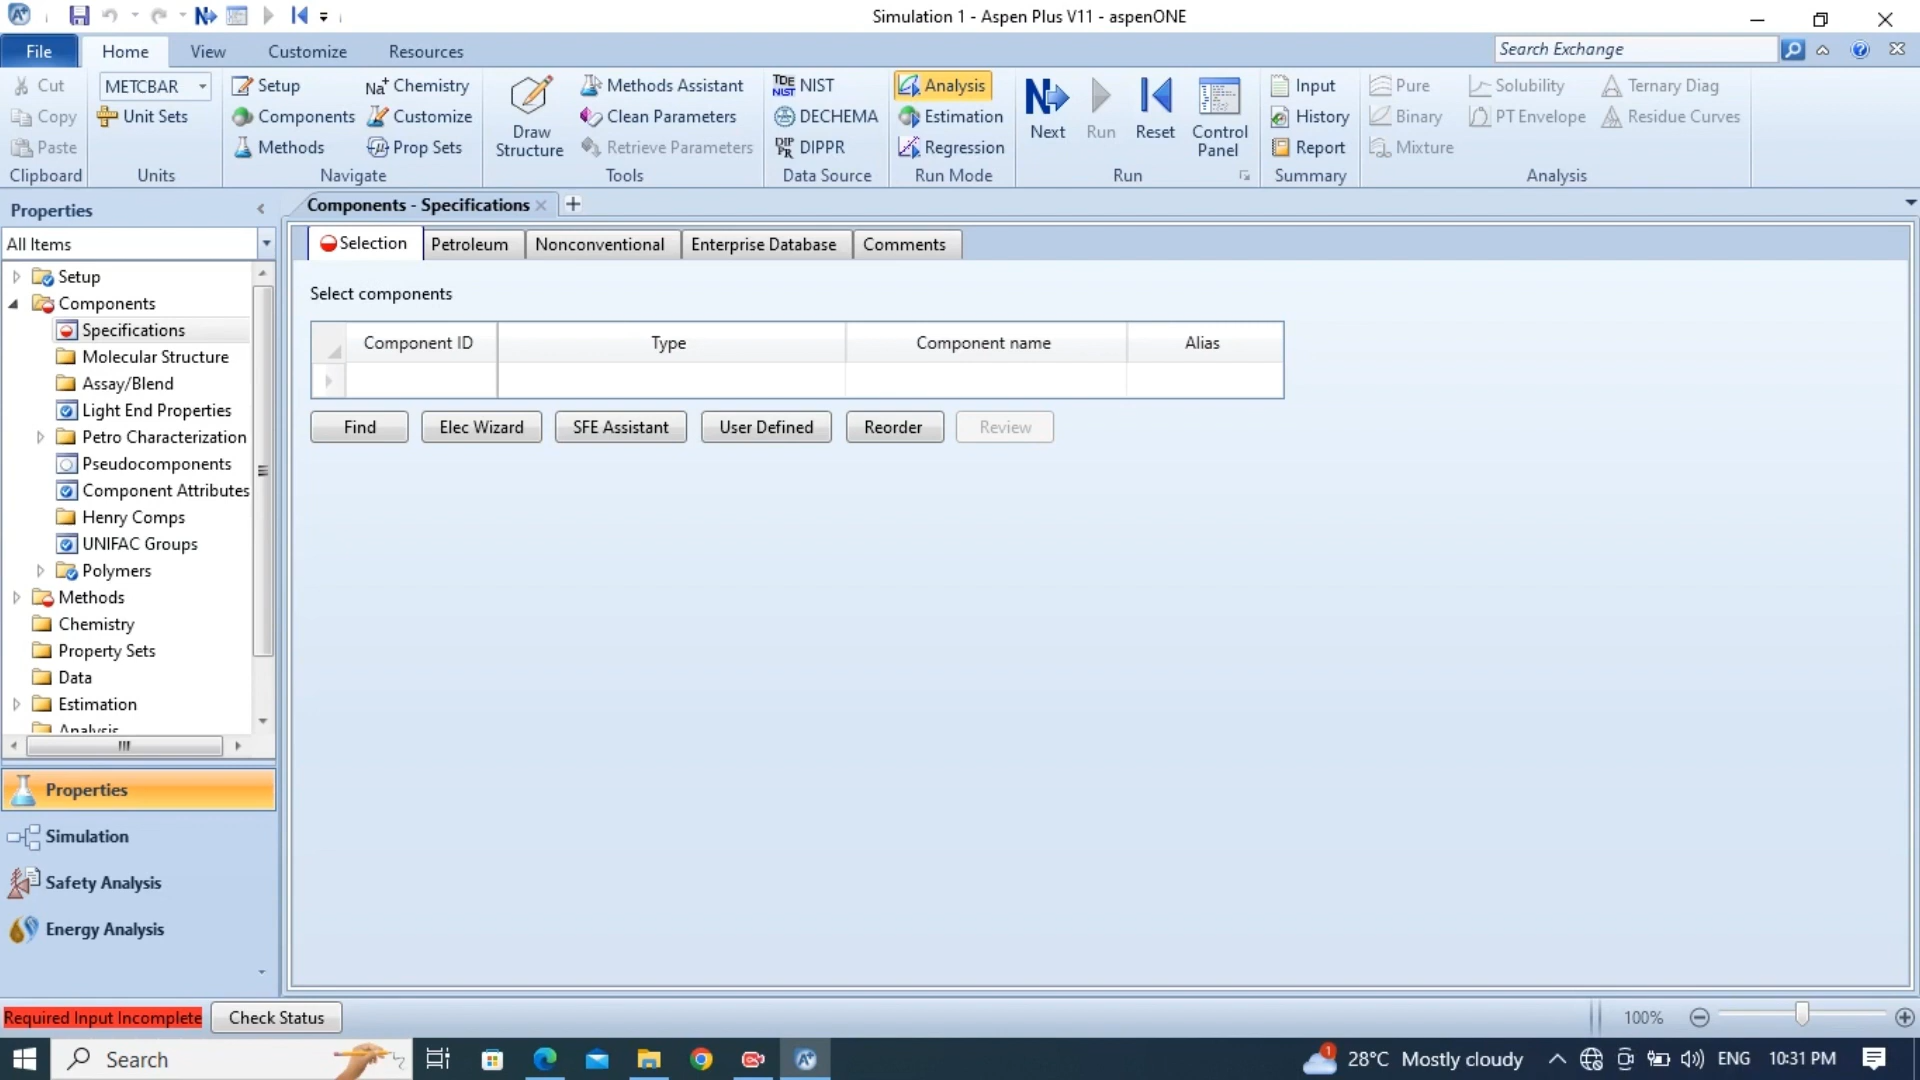 Simulation 1 - Aspen Plus V11 - aspenONE
File Home View Customize Resources Search Exchange
Cut METCBAR Setup Chemistry Methods Assistant NIST Analysis Input Pure Solubility Ternary Diag
Copy Unit Sets Components Customize Clean Parameters DECHEMA Estimation History Binary PT Envelope Residue Curves
Paste Methods Prop Sets Retrieve Parameters DIPPR Regression Report Mixture
Draw Structure Next Run Reset Control Panel
Clipboard Units Navigate Tools Data Source Run Mode Run Summary Analysis
Properties
Components - Specifications
All Items
Selection Petroleum Nonconventional Enterprise Database Comments
Setup
Components
Specifications
Molecular Structure
Assay/Blend
Light End Properties
Petro Characterization
Pseudocomponents
Component Attributes
Henry Comps
UNIFAC Groups
Polymers
Methods
Chemistry
Property Sets
Data
Estimation
Analysis
Select components
Component ID Type Component name Alias
Find Elec Wizard SFE Assistant User Defined Reorder Review
Properties
Simulation
Safety Analysis
Energy Analysis
Required Input Incomplete Check Status 100%
Search 1 28°C Mostly cloudy ENG 10:31 PM